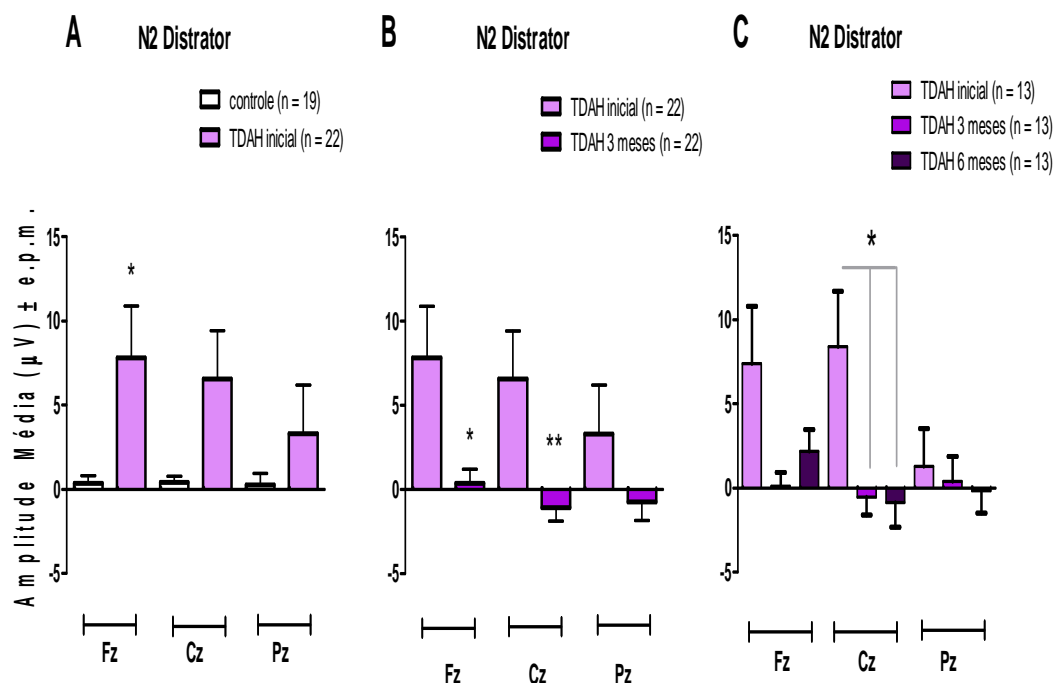 A
N2 Distrator
controle (n = 19)
TDAH inicial (n = 22)
B
N2 Distrator
TDAH inicial (n = 22)
TDAH 3 meses (n = 22)
C
N2 Distrator
TDAH inicial (n = 13)
TDAH 3 meses (n = 13)
TDAH 6 meses (n = 13)
Amplitude Média (µV) ± e.p.m.
15
10
5
0
-5
*
Fz
Cz
Pz
15
10
5
0
-5
*
**
Fz
Cz
Pz
15
10
5
0
-5
*
Fz
Cz
Pz